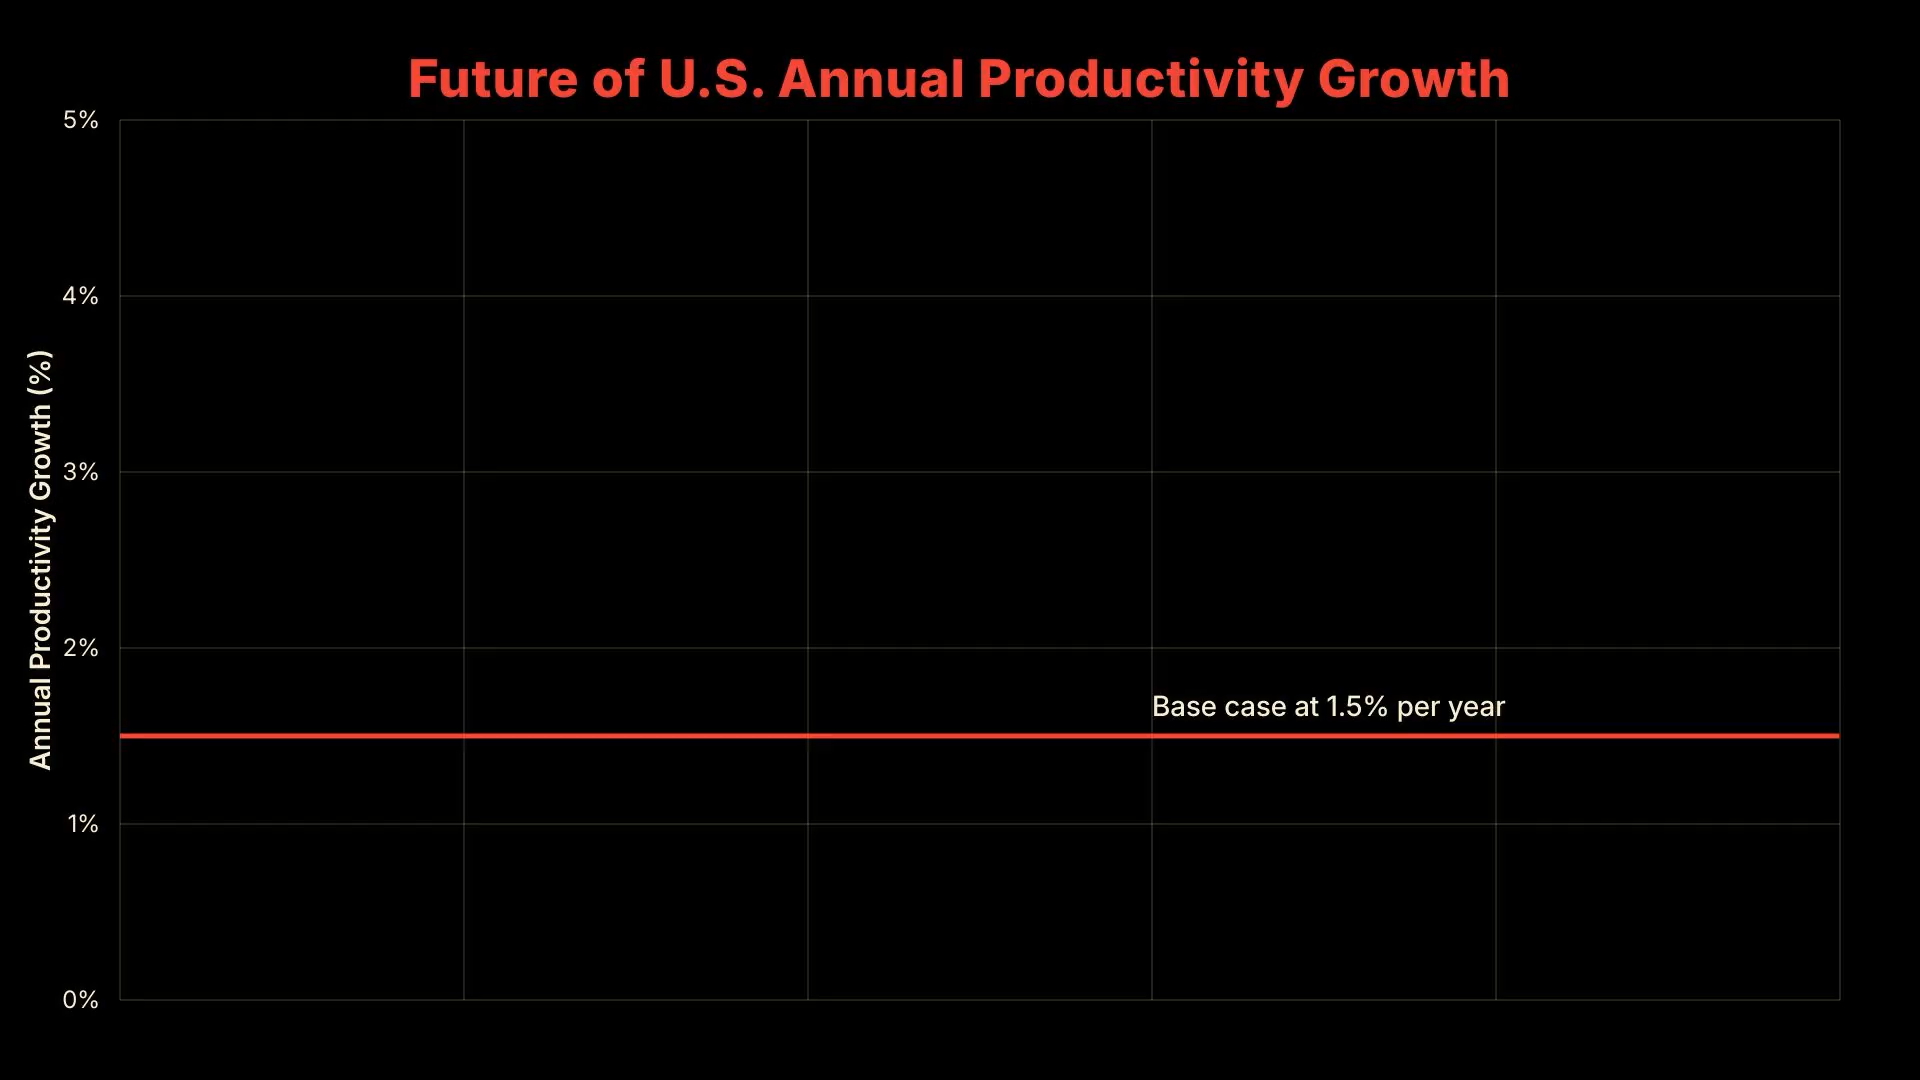 Future of U.S. Annual Productivity Growth
5%
4%
3%
2%
1%
0%
Annual Productivity Growth (%)
Base case at 1.5% per year